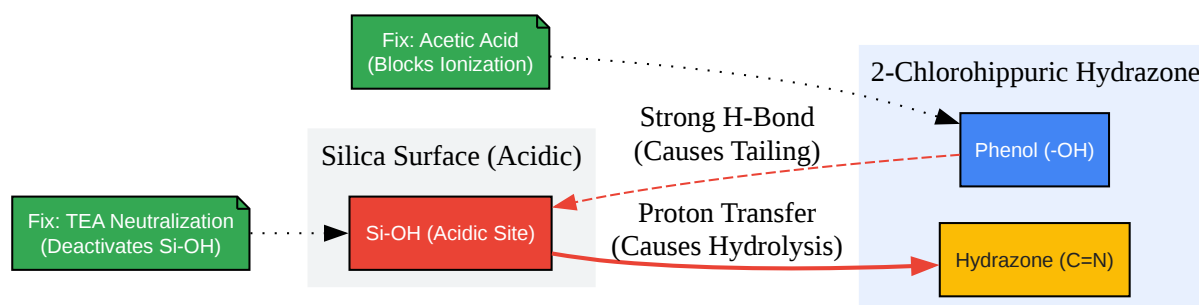 Fix: Acetic Acid
(Blocks Ionization)
2-Chlorohippuric Hydrazone
Strong H-Bond
(Causes Tailing)
Phenol (-OH)
Silica Surface (Acidic)
Fix: TEA Neutralization
(Deactivates Si-OH)
Si-OH (Acidic Site)
Proton Transfer
(Causes Hydrolysis)
Hydrazone (C=N)